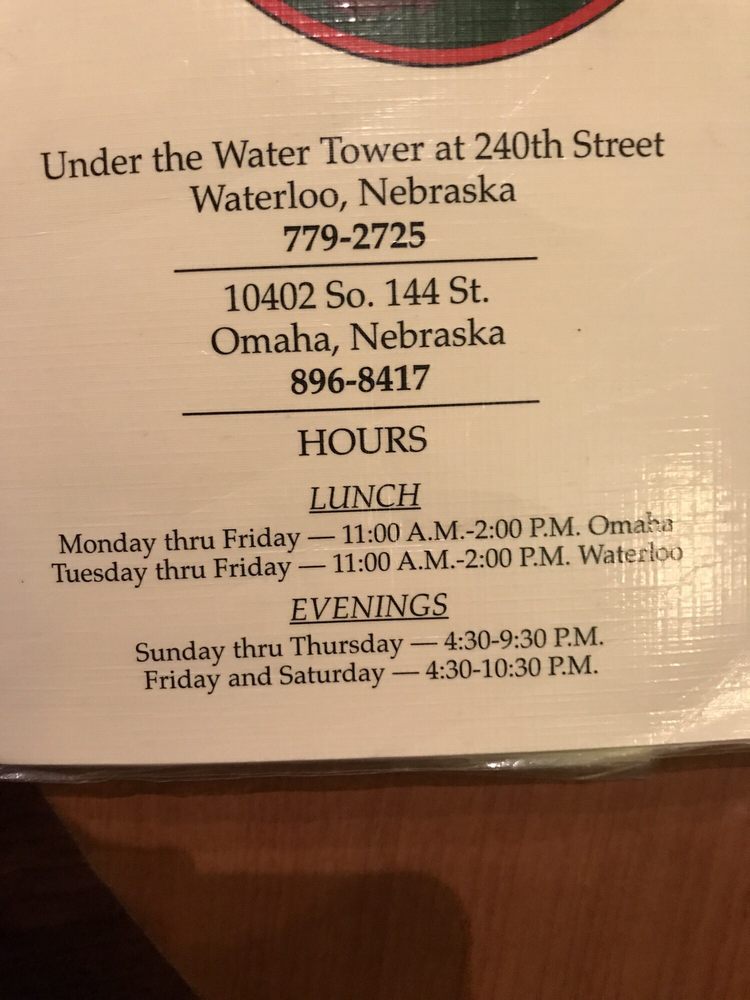 Under the Water Tower at 240th Street
Waterloo, Nebraska
779-2725
10402 So. 144 St.
Omaha, Nebraska
896-8417
HOURS
LUNCH
Monday thru Friday — 11:00 A.M.-2:00 P.M. Omaha
Tuesday thru Friday — 11:00 A.M.-2:00 P.M. Waterloo
EVENINGS
Sunday thru Thursday — 4:30-9:30 P.M.
Friday and Saturday — 4:30-10:30 P.M.